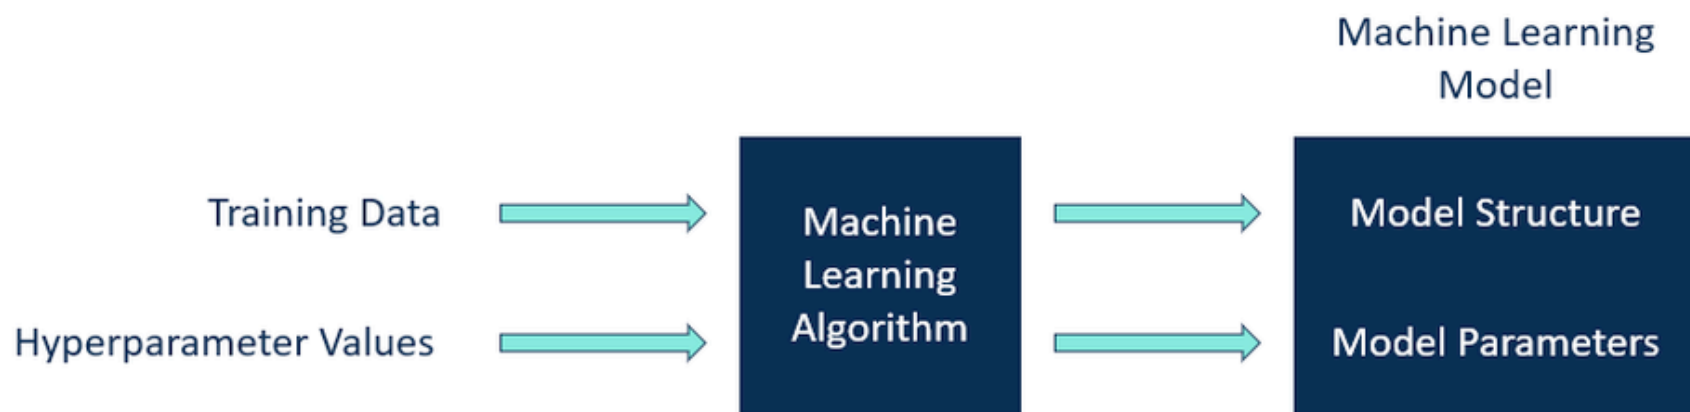 Machine Learning
Model
Training Data
Hyperparameter Values
Machine
Learning
Algorithm
Model Structure
Model Parameters